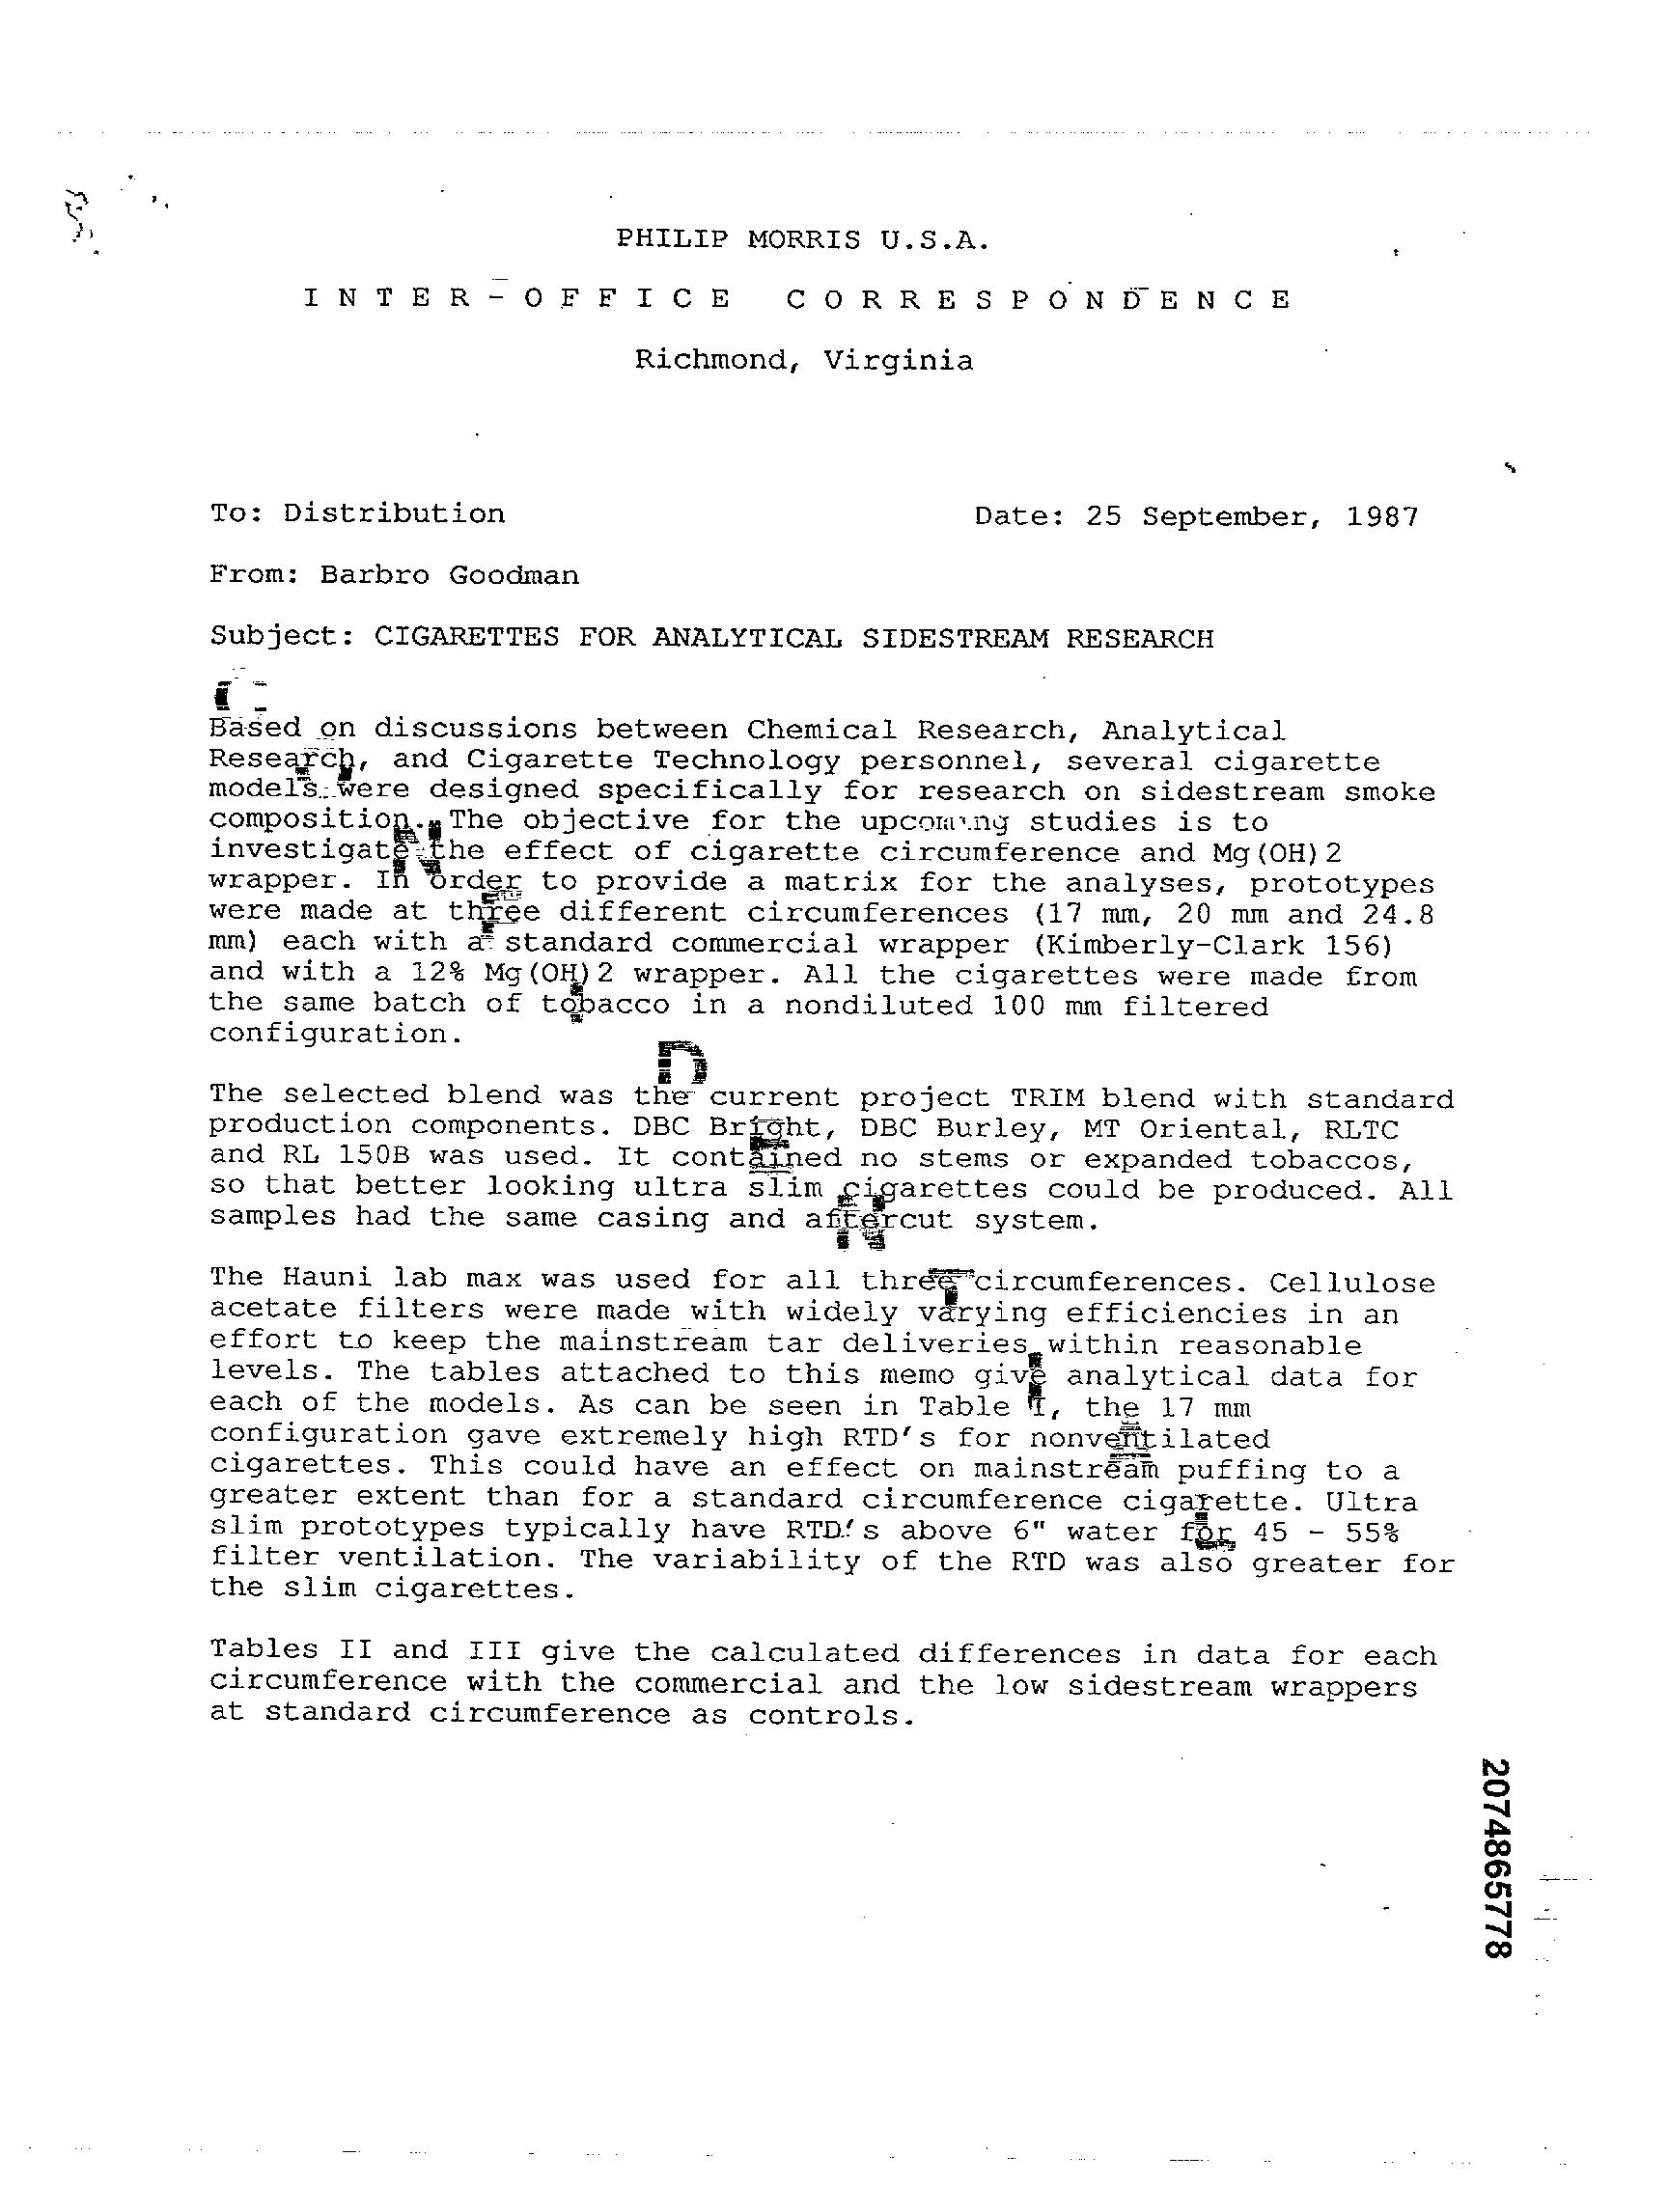 PHILIP MORRIS U.S.A.
INTER-OFFICE CORRESPONDENCE
Richmond, Virginia
To: Distribution Date: 25 September, 1987
From: Barbro Goodman
Subject: CIGARETTES FOR ANALYTICAL SIDESTREAM RESEARCH
Based on discussions between Chemical Research, Analytical
Research, and Cigarette Technology personnel, several cigarette
models were designed specifically for research on sidestream smoke
composition. The objective for the upcoming studies is to
investigate the effect of cigarette circumference and Mg(OH)2
wrapper. In order to provide a matrix for the analyses, prototypes
were made at three different circumferences (17 mm, 20 mm and 24.8
mm) each with a standard commercial wrapper (Kimberly-Clark 156)
and with a 12% Mg(OH)2 wrapper. All the cigarettes were made from
the same batch of tobacco in a nondiluted 100 mm filtered
configuration.
The selected blend was the current project TRIM blend with standard
production components. DBC Bright, DBC Burley, MT Oriental, RLTC
and RL 150B was used. It contained no stems or expanded tobaccos,
so that better looking ultra slim cigarettes could be produced. All
samples had the same casing and aftercut system.
The Hauni lab max was used for all three circumferences. Cellulose
acetate filters were made with widely varying efficiencies in an
effort to keep the mainstream tar deliveries within reasonable
levels. The tables attached to this memo give analytical data for
each of the models. As can be seen in Table I, the 17 mm
configuration gave extremely high RTD's for nonventilated
cigarettes. This could have an effect on mainstream puffing to a
greater extent than for a standard circumference cigarette. Ultra
slim prototypes typically have RTD's above 6" water for 45 - 55%
filter ventilation. The variability of the RTD was also greater for
the slim cigarettes.
Tables II and III give the calculated differences in data for each
circumference with the commercial and the low sidestream wrappers
at standard circumference as controls.
CONFIDENTIAL
2074865778